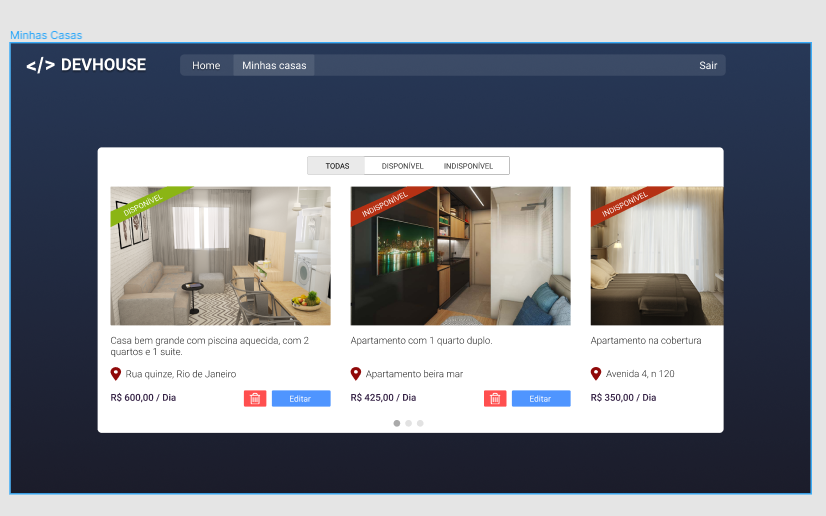 Minhas Casas
</> DEVHOUSE
Home
Minhas casas
Sair
TODAS
DISPONÍVEL
INDISPONÍVEL
DISPONÍVEL
INDISPONÍVEL
INDISPONÍVEL
Casa bem grande com piscina aquecida, com 2
quartos e 1 suite.
Rua quinze, Rio de Janeiro
R$ 600,00 / Dia
Editar
Apartamento com 1 quarto duplo.
Apartamento beira mar
R$ 425,00 / Dia
Editar
Apartamento na cobertura
Avenida 4, n 120
R$ 350,00 / Dia